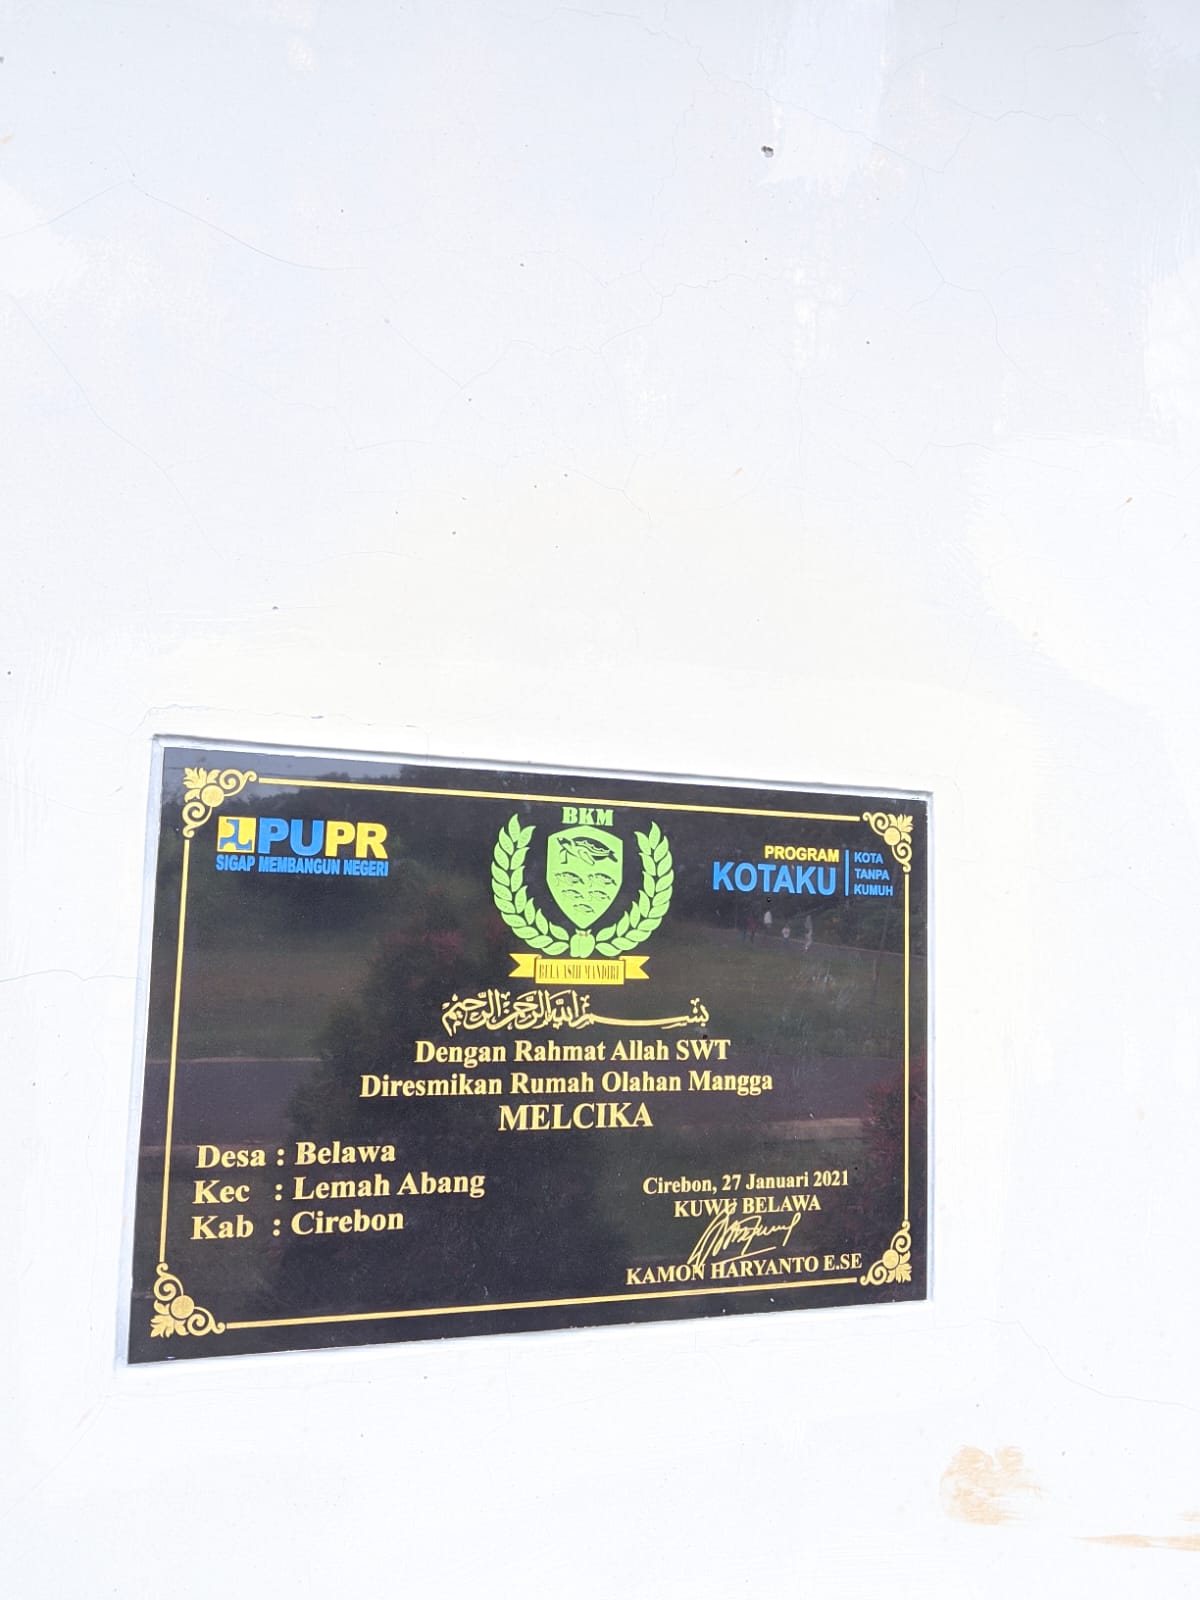 PUPR
SIGAP MEMBANGUN NEGERI
BKM
BELA ASIH MANDIRI
PROGRAM
KOTAKU
KOTA
TANPA
KUMUH
بسم الله الرحمن الرحيم
Dengan Rahmat Allah SWT
Diresmikan Rumah Olahan Mangga
MELCIKA
Desa : Belawa
Kec : Lemah Abang
Kab : Cirebon
Cirebon, 27 Januari 2021
KUWU BELAWA
KAMON HARYANTO E.SE